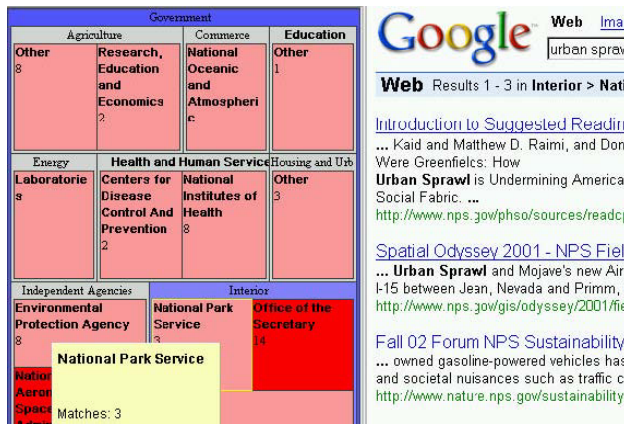 Government
Agriculture
Commerce
Education
Other
8
Research,
Education
and
Economics
2
National
Oceanic
and
Atmospheri
c
Other
1
Energy
Health and Human Service
Housing and Urb
Laboratorie
s
Centers for
Disease
Control And
Prevention
2
National
Institutes of
Health
8
Other
3
Independent Agencies
Interior
Environmental
Protection Agency
8
National Park
Service
3
Office of the
Secretary
14
Nation
Aeron
Space
National Park Service
Matches: 3
Google
Web Ima
urban spraw
Web Results 1 - 3 in Interior > Nati
Introduction to Suggested Readin
... Kaid and Matthew D. Raimi, and Don
Were Greenfields: How
Urban Sprawl is Undermining America
Social Fabric. ...
http://www.nps.gov/phso/sources/readc
Spatial Odyssey 2001 - NPS Fiel
... Urban Sprawl and Mojave's new Air
I-15 between Jean, Nevada and Primm,
http://www.nps.gov/gis/odyssey/2001/fie
Fall 02 Forum NPS Sustainability
... owned gasoline-powered vehicles has
and societal nuisances such as traffic c
http://www.nature.nps.gov/sustainability